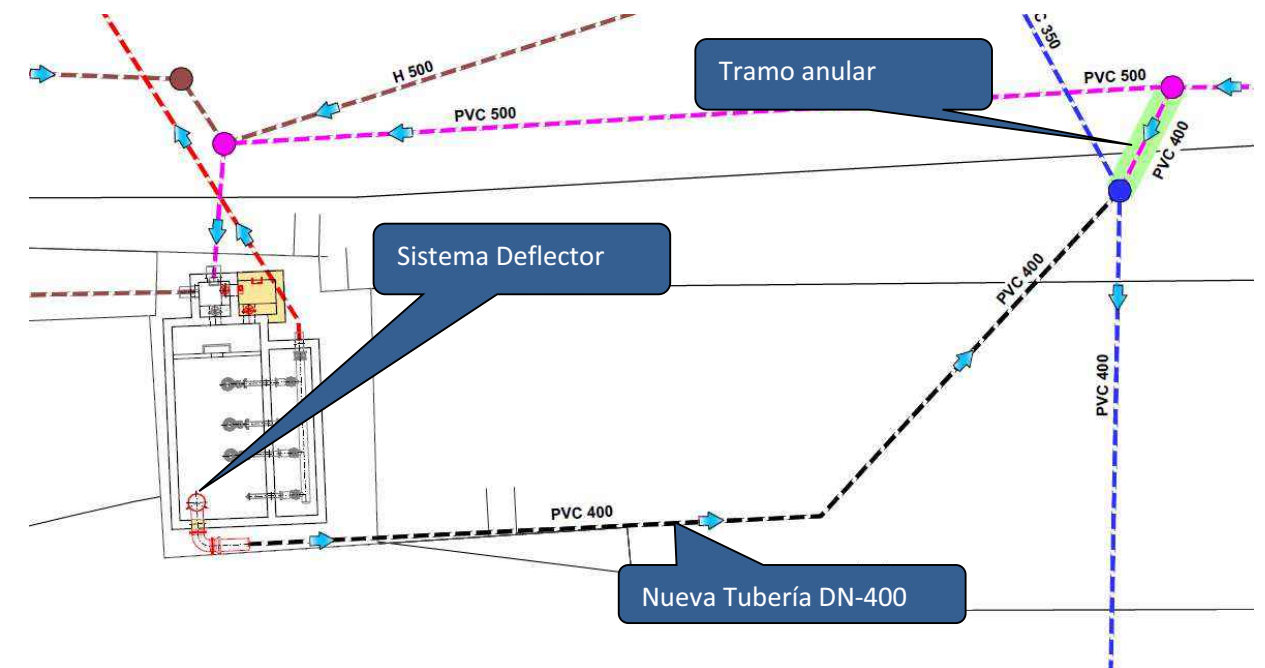 C 350
H 500
PVC 500
Tramo anular
PVC 500
PVC 400
Sistema Deflector
PVC 400
PVC 400
PVC 400
Nueva Tubería DN-400